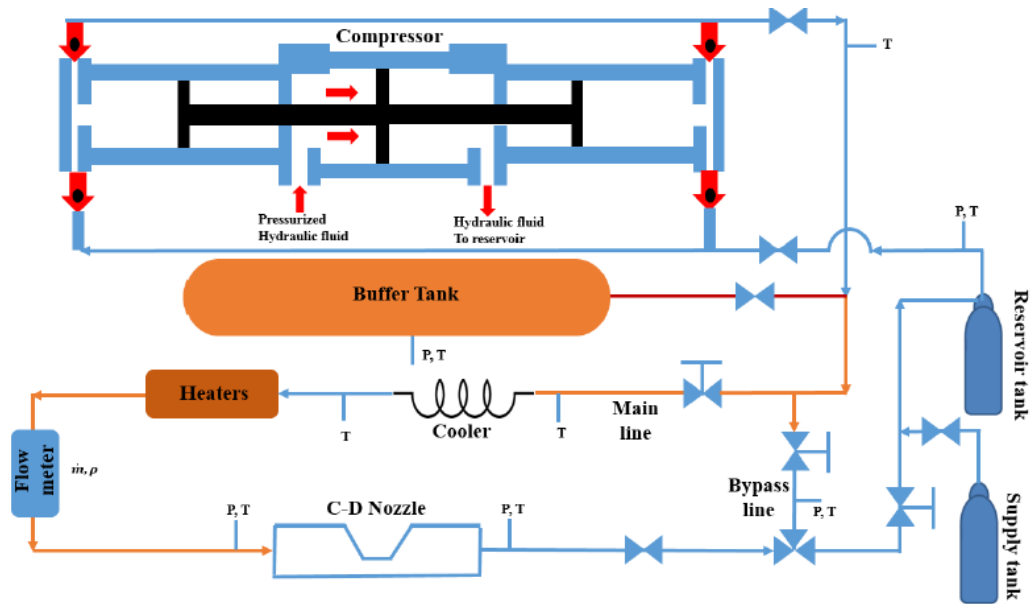 Compressor
T
Pressurized
Hydraulic fluid
Hydraulic fluid
To reservoir
P, T
Buffer Tank
P, T
Reservoir tank
Heaters
T
Cooler
T
Main
line
Flow
meter
ṁ, ρ
Bypass
line
P, T
P, T
C-D Nozzle
P, T
Supply tank